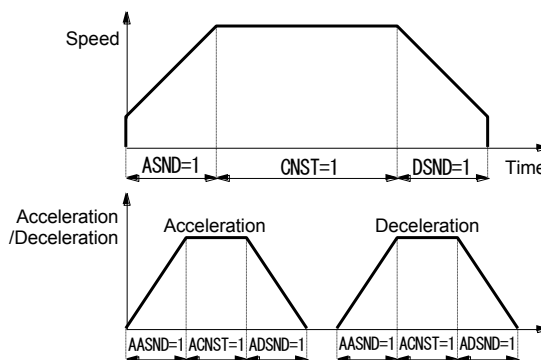 Speed
ASND=1 CNST=1 DSND=1 Time
Acceleration
/Deceleration
Acceleration Deceleration
AASND=1 ACNST=1 ADSND=1 AASND=1 ACNST=1 ADSND=1